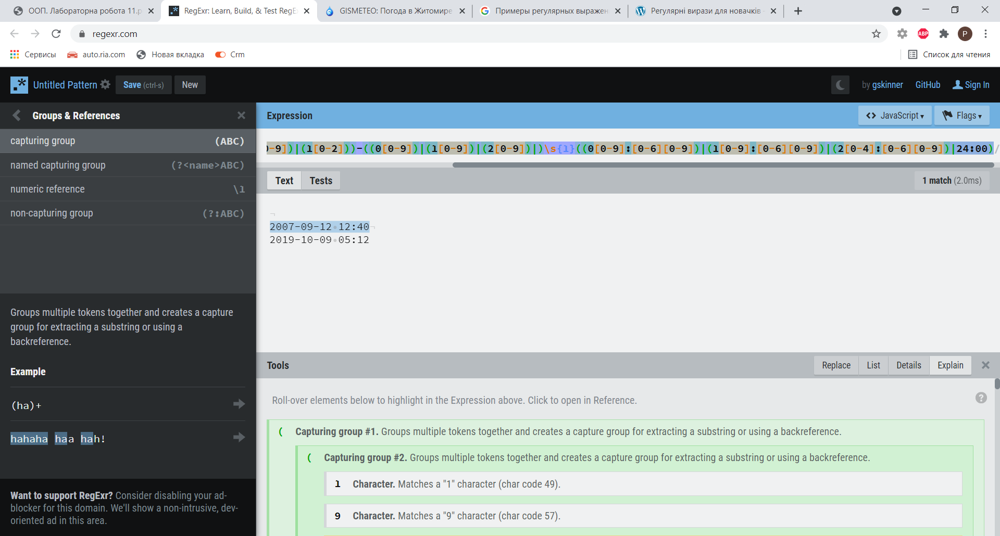 ООП. Лабораторна робота 11.p
RegExr: Learn, Build, & Test RegE
GISMETEO: Погода в Житомире
Примеры регулярных выражен
Регулярні вирази для новачків -
regexr.com
ABP
P
Сервисы
auto.ria.com
Новая вкладка
Crm
Список для чтения
Untitled Pattern
Save (ctrl-s)
New
by gskinner
GitHub
Sign In
Groups & References
Expression
JavaScript
Flags
capturing group (ABC)
0-9])|(1[0-2]))-((0[0-9])|(1[0-9])|(2[0-9])|)\s{1}((0[0-9]:[0-6][0-9])|(1[0-9]:[0-6][0-9])|(2[0-4]:[0-6][0-9])|24:00)/
named capturing group (?<name>ABC)
numeric reference \1
non-capturing group (?:ABC)
Text
Tests
1 match (2.0ms)
2007-09-12 12:40
2019-10-09 05:12
Groups multiple tokens together and creates a capture
group for extracting a substring or using a
backreference.
Example
(ha)+
hahaha haa hah!
Want to support RegExr? Consider disabling your ad-
blocker for this domain. We'll show a non-intrusive, dev-
oriented ad in this area.
Tools
Replace
List
Details
Explain
Roll-over elements below to highlight in the Expression above. Click to open in Reference.
?
( Capturing group #1. Groups multiple tokens together and creates a capture group for extracting a substring or using a backreference.
( Capturing group #2. Groups multiple tokens together and creates a capture group for extracting a substring or using a backreference.
1 Character. Matches a "1" character (char code 49).
9 Character. Matches a "9" character (char code 57).